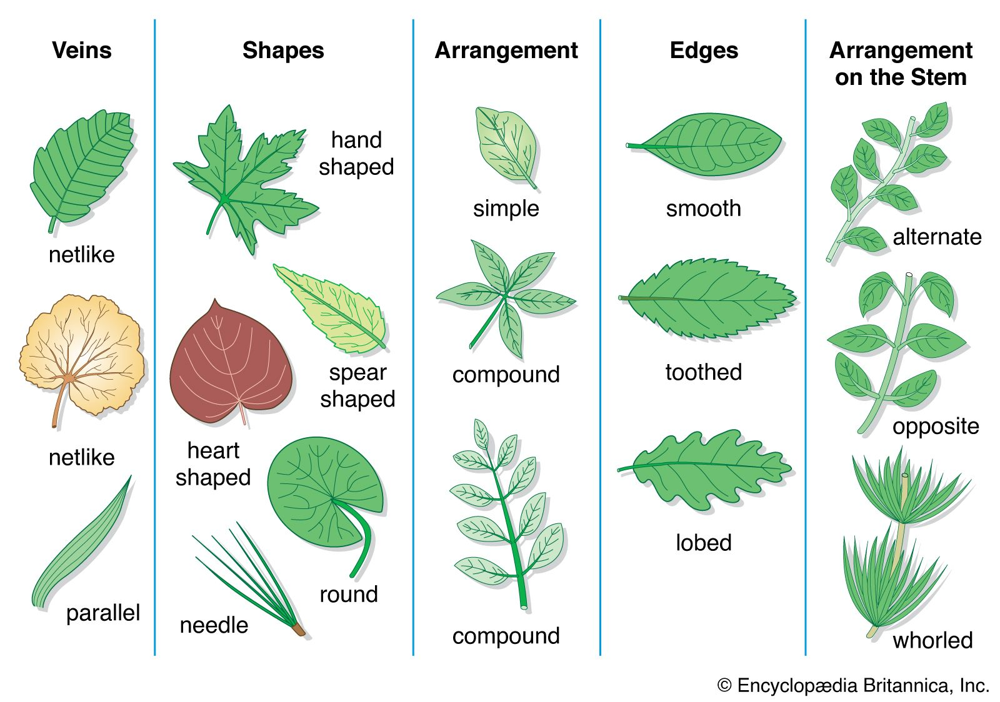 Veins
netlike
netlike
parallel
Shapes
hand
shaped
spear
shaped
heart
shaped
round
needle
Arrangement
simple
compound
compound
Edges
smooth
toothed
lobed
Arrangement
on the Stem
alternate
opposite
whorled
© Encyclopædia Britannica, Inc.